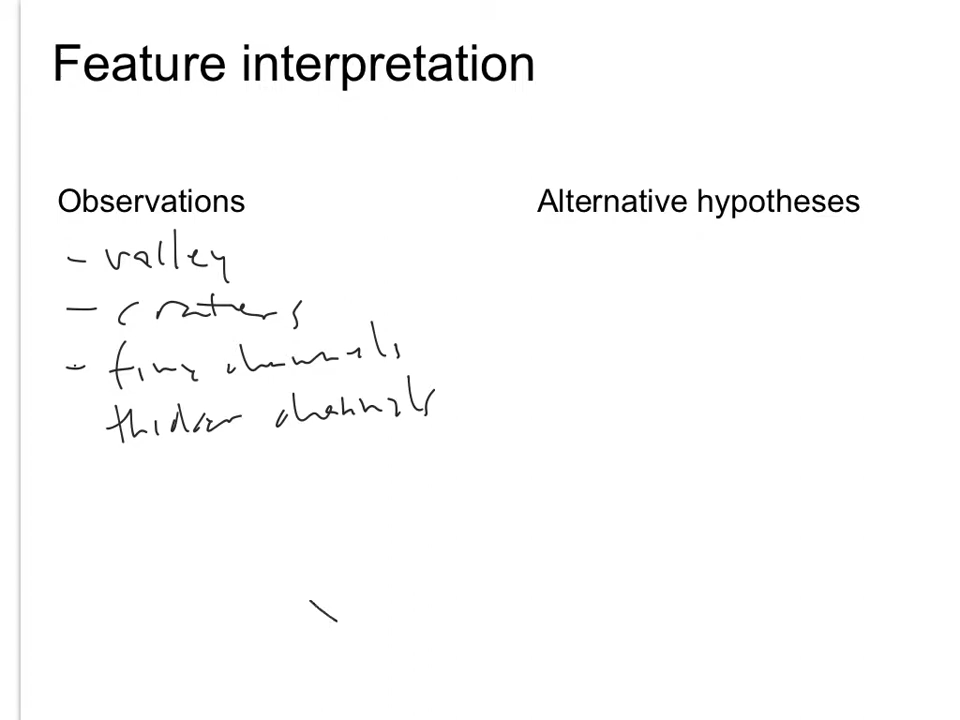 Feature interpretation
Observations
Alternative hypotheses
- valley
- craters
- fine channels
thicker channels